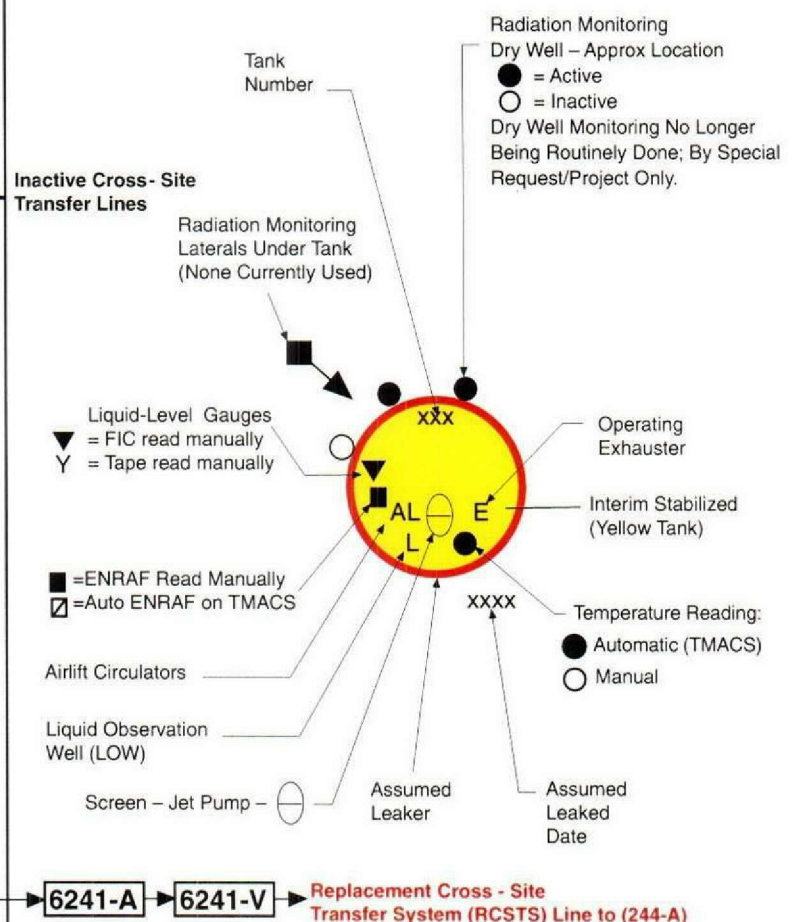 Radiation Monitoring
Dry Well – Approx Location
= Active
= Inactive
Dry Well Monitoring No Longer
Being Routinely Done; By Special
Request/Project Only.
Tank
Number
Inactive Cross- Site
Transfer Lines
Radiation Monitoring
Laterals Under Tank
(None Currently Used)
Liquid-Level Gauges
= FIC read manually
Y = Tape read manually
xxx
AL
E
L
Operating
Exhauster
Interim Stabilized
(Yellow Tank)
=ENRAF Read Manually
=Auto ENRAF on TMACS
xxxx
Temperature Reading:
Automatic (TMACS)
Manual
Airlift Circulators
Liquid Observation
Well (LOW)
Screen – Jet Pump –
Assumed
Leaker
Assumed
Leaked
Date
6241-A
6241-V
Replacement Cross - Site
Transfer System (RCSTS) Line to (244-A)